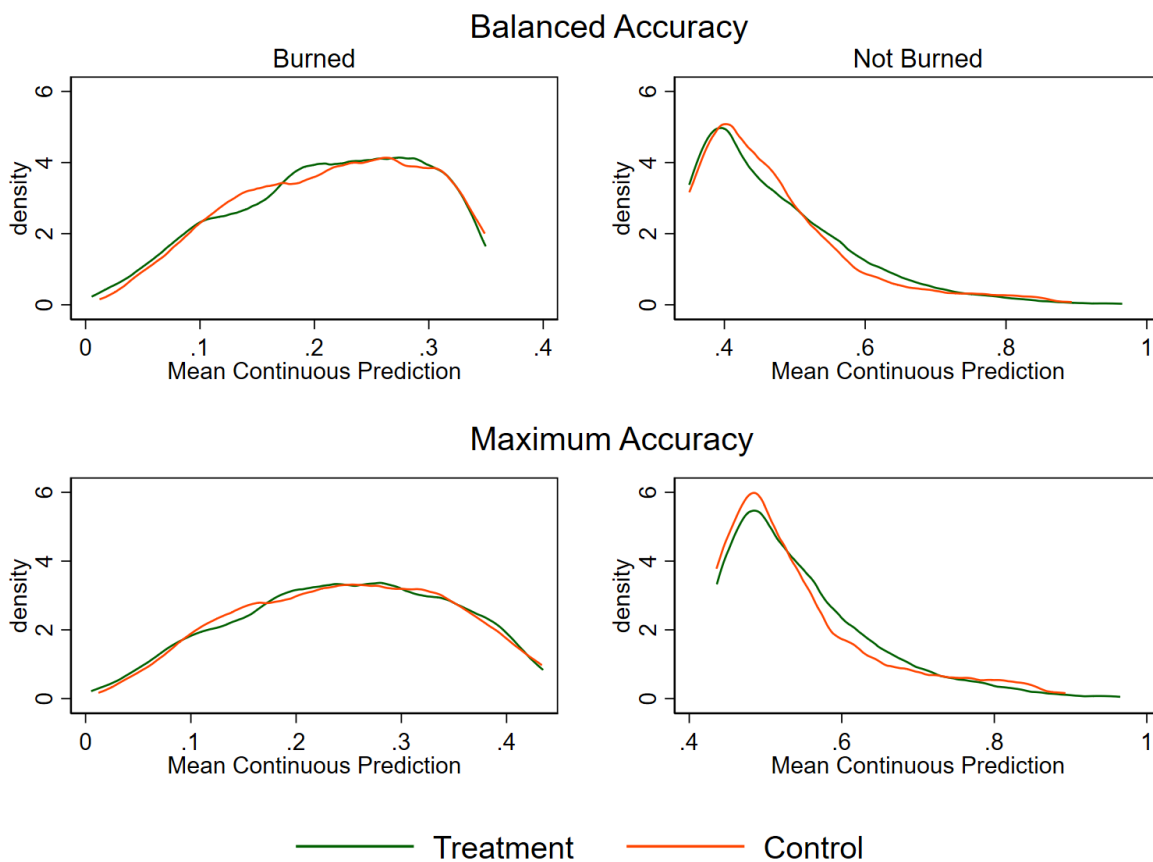 Balanced Accuracy
Burned
Not Burned
density
0 2 4 6
0 .1 .2 .3 .4
Mean Continuous Prediction
density
0 2 4 6
.4 .6 .8 1
Mean Continuous Prediction
Maximum Accuracy
density
0 2 4 6
0 .1 .2 .3 .4
Mean Continuous Prediction
density
0 2 4 6
.4 .6 .8 1
Mean Continuous Prediction
Treatment
Control